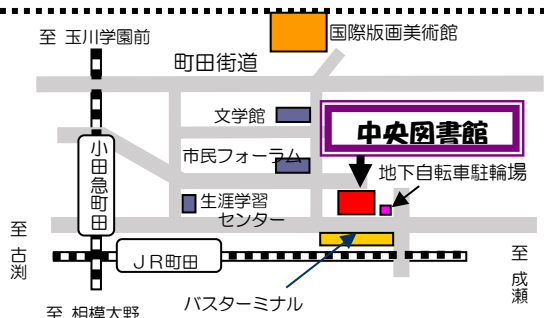 至 玉川学園前
国際版画美術館
町田街道
文学館
中央図書館
市民フォーラム
地下自転車駐輪場
小田急町田
生涯学習
センター
至 古渕
JR町田
至 成瀬
バスターミナル
至 相模大野